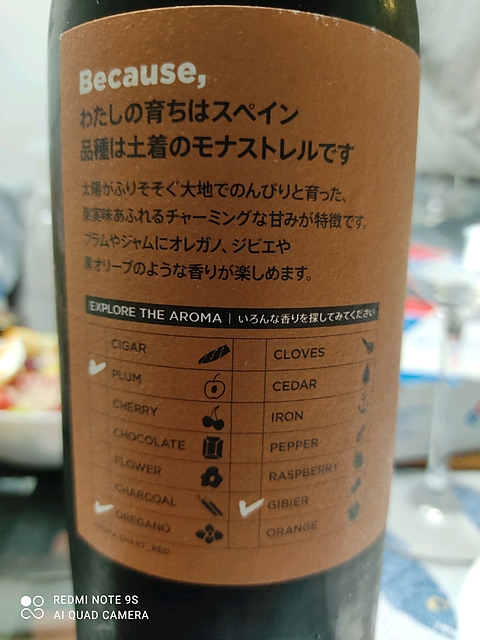 Because,
わたしの育ちはスペイン
品種は土着のモナストレルです
太陽がふりそそぐ大地でのんびりと育った、
果実味あふれるチャーミングな甘みが特徴です。
プラムやジャムにオレガノ、ジビエや
黒オリーブのような香りが楽しめます。
EXPLORE THE AROMA | いろんな香りを探してみてください
CIGAR
PLUM
CHERRY
CHOCOLATE
FLOWER
CHARCOAL
OREGANO
CLOVES
CEDAR
IRON
PEPPER
RASPBERRY
GIBIER
ORANGE
CHART_RED
REDMI NOTE 9S
AI QUAD CAMERA